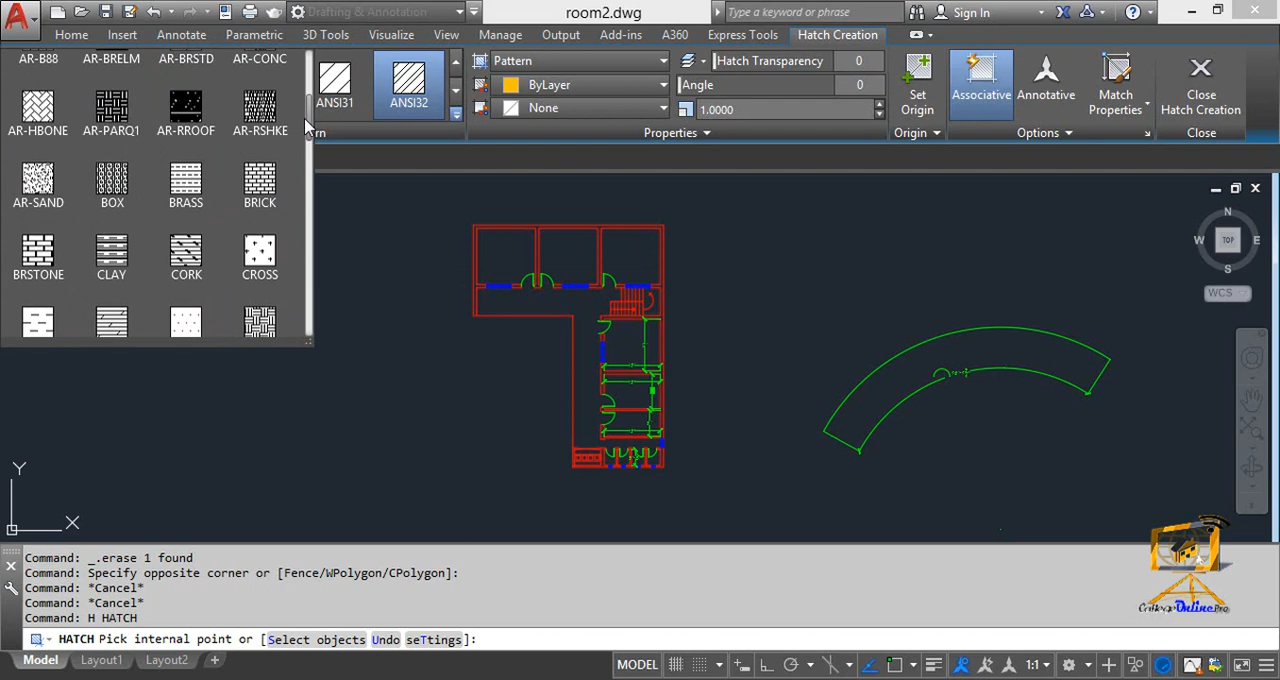 Drafting & Annotation
room2.dwg
Type a keyword or phrase
Sign In
Home Insert Annotate Parametric 3D Tools Visualize View Manage Output Add-ins A360 Express Tools Hatch Creation
AR-B88 AR-BRELM AR-BRSTD AR-CONC
AR-HBONE AR-PARQ1 AR-RROOF AR-RSHKE
AR-SAND BOX BRASS BRICK
BRSTONE CLAY CORK CROSS
ANSI31 ANSI32
Pattern
ByLayer
None
Hatch Transparency 0
Angle 0
1.0000
Properties
Set
Origin
Origin
Associative
Annotative
Match
Properties
Options
Close
Hatch Creation
Close
N
W TOP E
S
WCS
Y
X
Command: _.erase 1 found
Command: Specify opposite corner or [Fence/WPolygon/CPolygon]:
Command: *Cancel*
Command: *Cancel*
Command: H HATCH
HATCH Pick internal point or [Select objects Undo seTtings]:
College Online Pro
Model Layout1 Layout2 +
MODEL 1:1